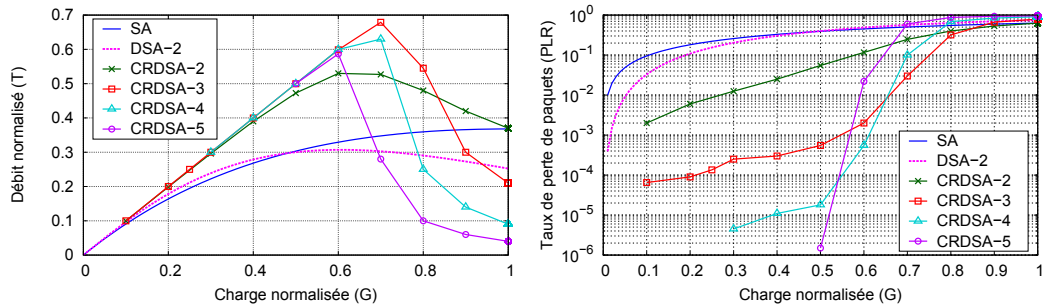 0.7
0.6
0.5
0.4
0.3
0.2
0.1
0
Débit normalisé (T)
0
0.2
0.4
0.6
0.8
1
Charge normalisée (G)
SA
DSA−2
CRDSA−2
CRDSA−3
CRDSA−4
CRDSA−5
10^0
10^−1
10^−2
10^−3
10^−4
10^−5
10^−6
Taux de perfe de paquets (PLR)
0
0.1
0.2
0.3
0.4
0.5
0.6
0.7
0.8
0.9
1
Charge normalisée (G)
SA
DSA−2
CRDSA−2
CRDSA−3
CRDSA−4
CRDSA−5